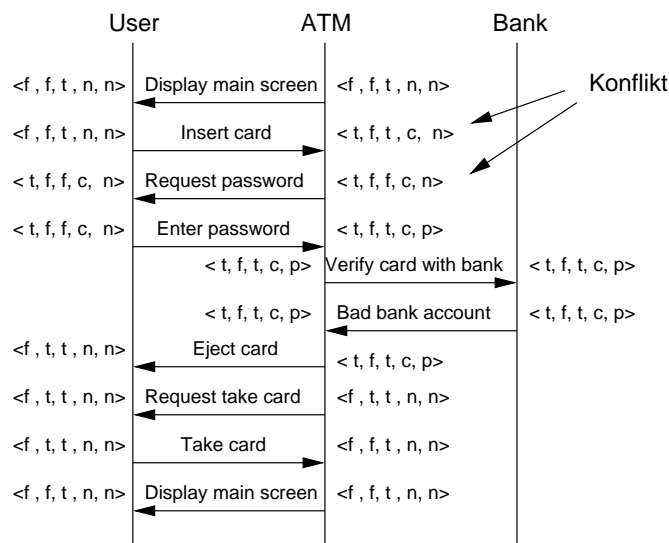 User ATM Bank
<f , f, t , n, n> Display main screen <f , f, t , n, n>
Konflikt
<f , f, t , n, n> Insert card < t, f, t , c, n>
< t, f, f, c, n> Request password < t, f, f, c, n>
< t, f, f, c, n> Enter password < t, f, t, c, p>
< t, f, t, c, p> Verify card with bank < t, f, t, c, p>
< t, f, t, c, p> Bad bank account < t, f, t, c, p>
<f , t, t , n, n> Eject card < t, f, t, c, p>
<f , t, t , n, n> Request take card <f , t, t , n, n>
<f , t, t , n, n> Take card <f , f, t , n, n>
<f , f, t , n, n> Display main screen <f , f, t , n, n>